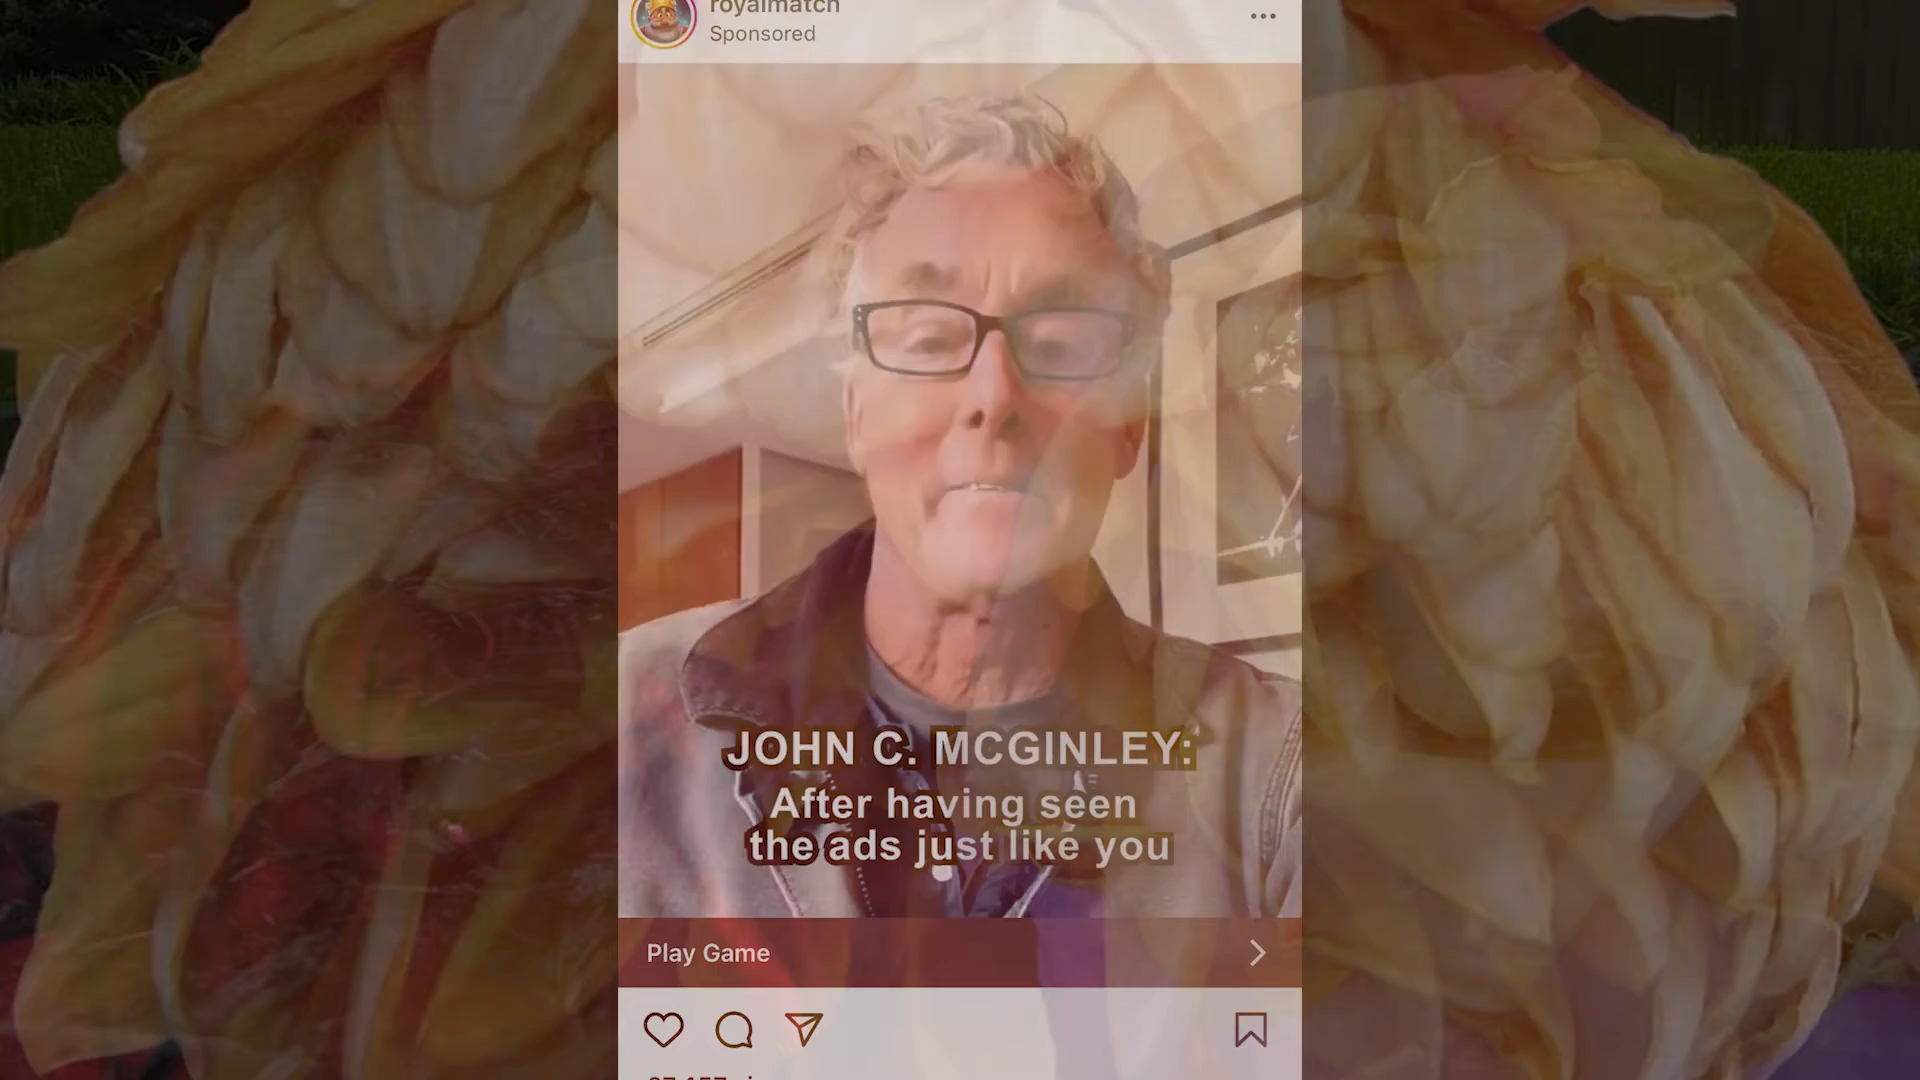 royalmatch
Sponsored
JOHN C. MCGINLEY:
After having seen
the ads just like you
Play Game